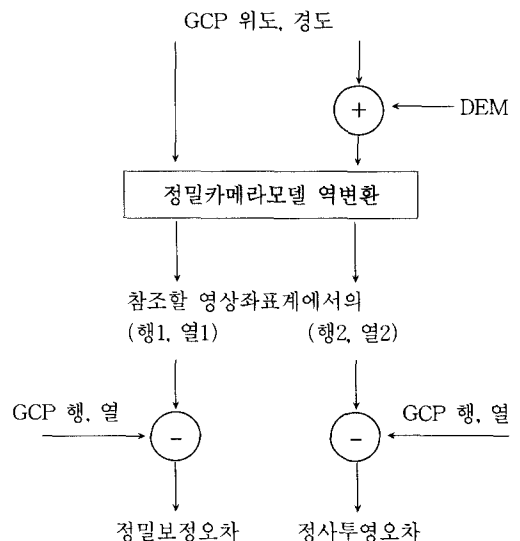 GCP 위도, 경도
+
DEM
정밀카메라모델 역변환
참조할 영상좌표계에서의
(행1, 열1) (행2, 열2)
GCP 행, 열
GCP 행, 열
-
-
정밀보정오차 정사투영오차